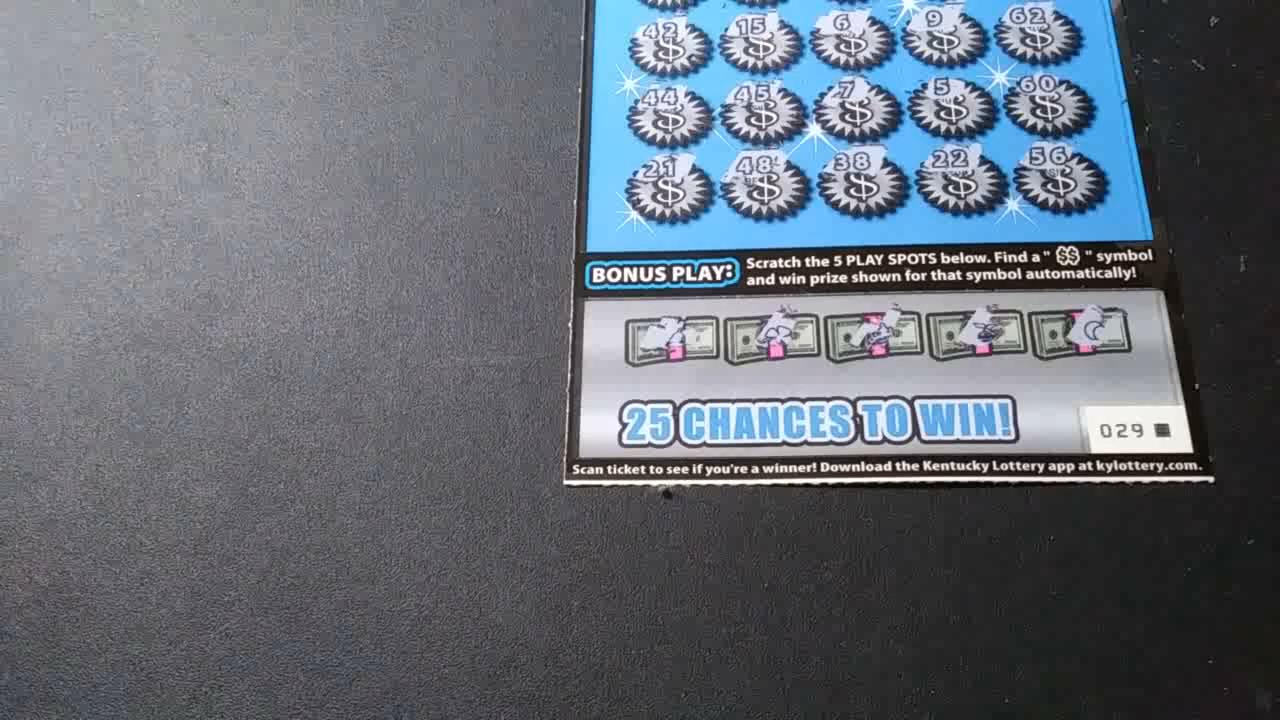 42 15 6 9 62
44 45 7 5 60
21 48 38 22 56
BONUS PLAY: Scratch the 5 PLAY SPOTS below. Find a "$$" symbol
and win prize shown for that symbol automatically!
25 CHANCES TO WIN!
029
Scan ticket to see if you're a winner! Download the Kentucky Lottery app at kylottery.com.